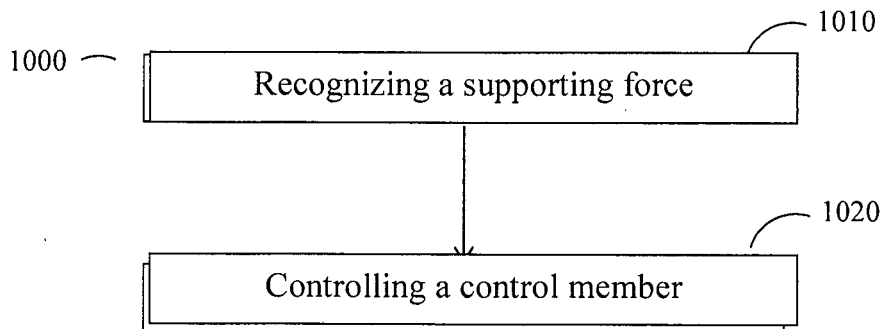 1010
1000
Recognizing a supporting force
1020
Controlling a control member